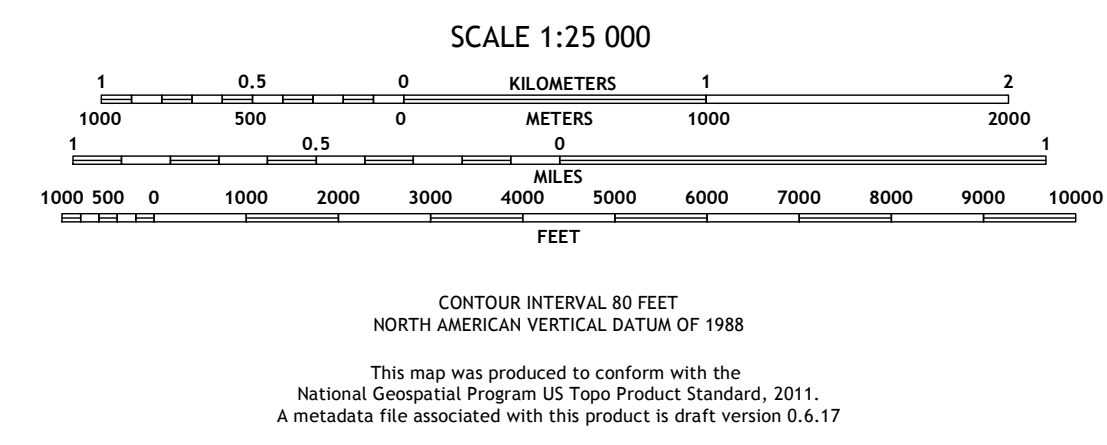 SCALE 1:25 000
1 0.5 0 KILOMETERS 1 2
1000 500 0 METERS 1000 2000
1 0.5 0 1
MILES
1000 500 0 1000 2000 3000 4000 5000 6000 7000 8000 9000 10000
FEET
CONTOUR INTERVAL 80 FEET
NORTH AMERICAN VERTICAL DATUM OF 1988
This map was produced to conform with the
National Geospatial Program US Topo Product Standard, 2011.
A metadata file associated with this product is draft version 0.6.17